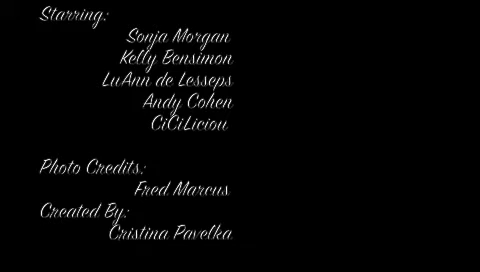 Starring:
Sonja Morgan
Kelly Bensimon
LuAnn de Lesseps
Andy Cohen
CiCiLiciou
Photo Credits:
Fred Marcus
Created By:
Cristina Pavelka